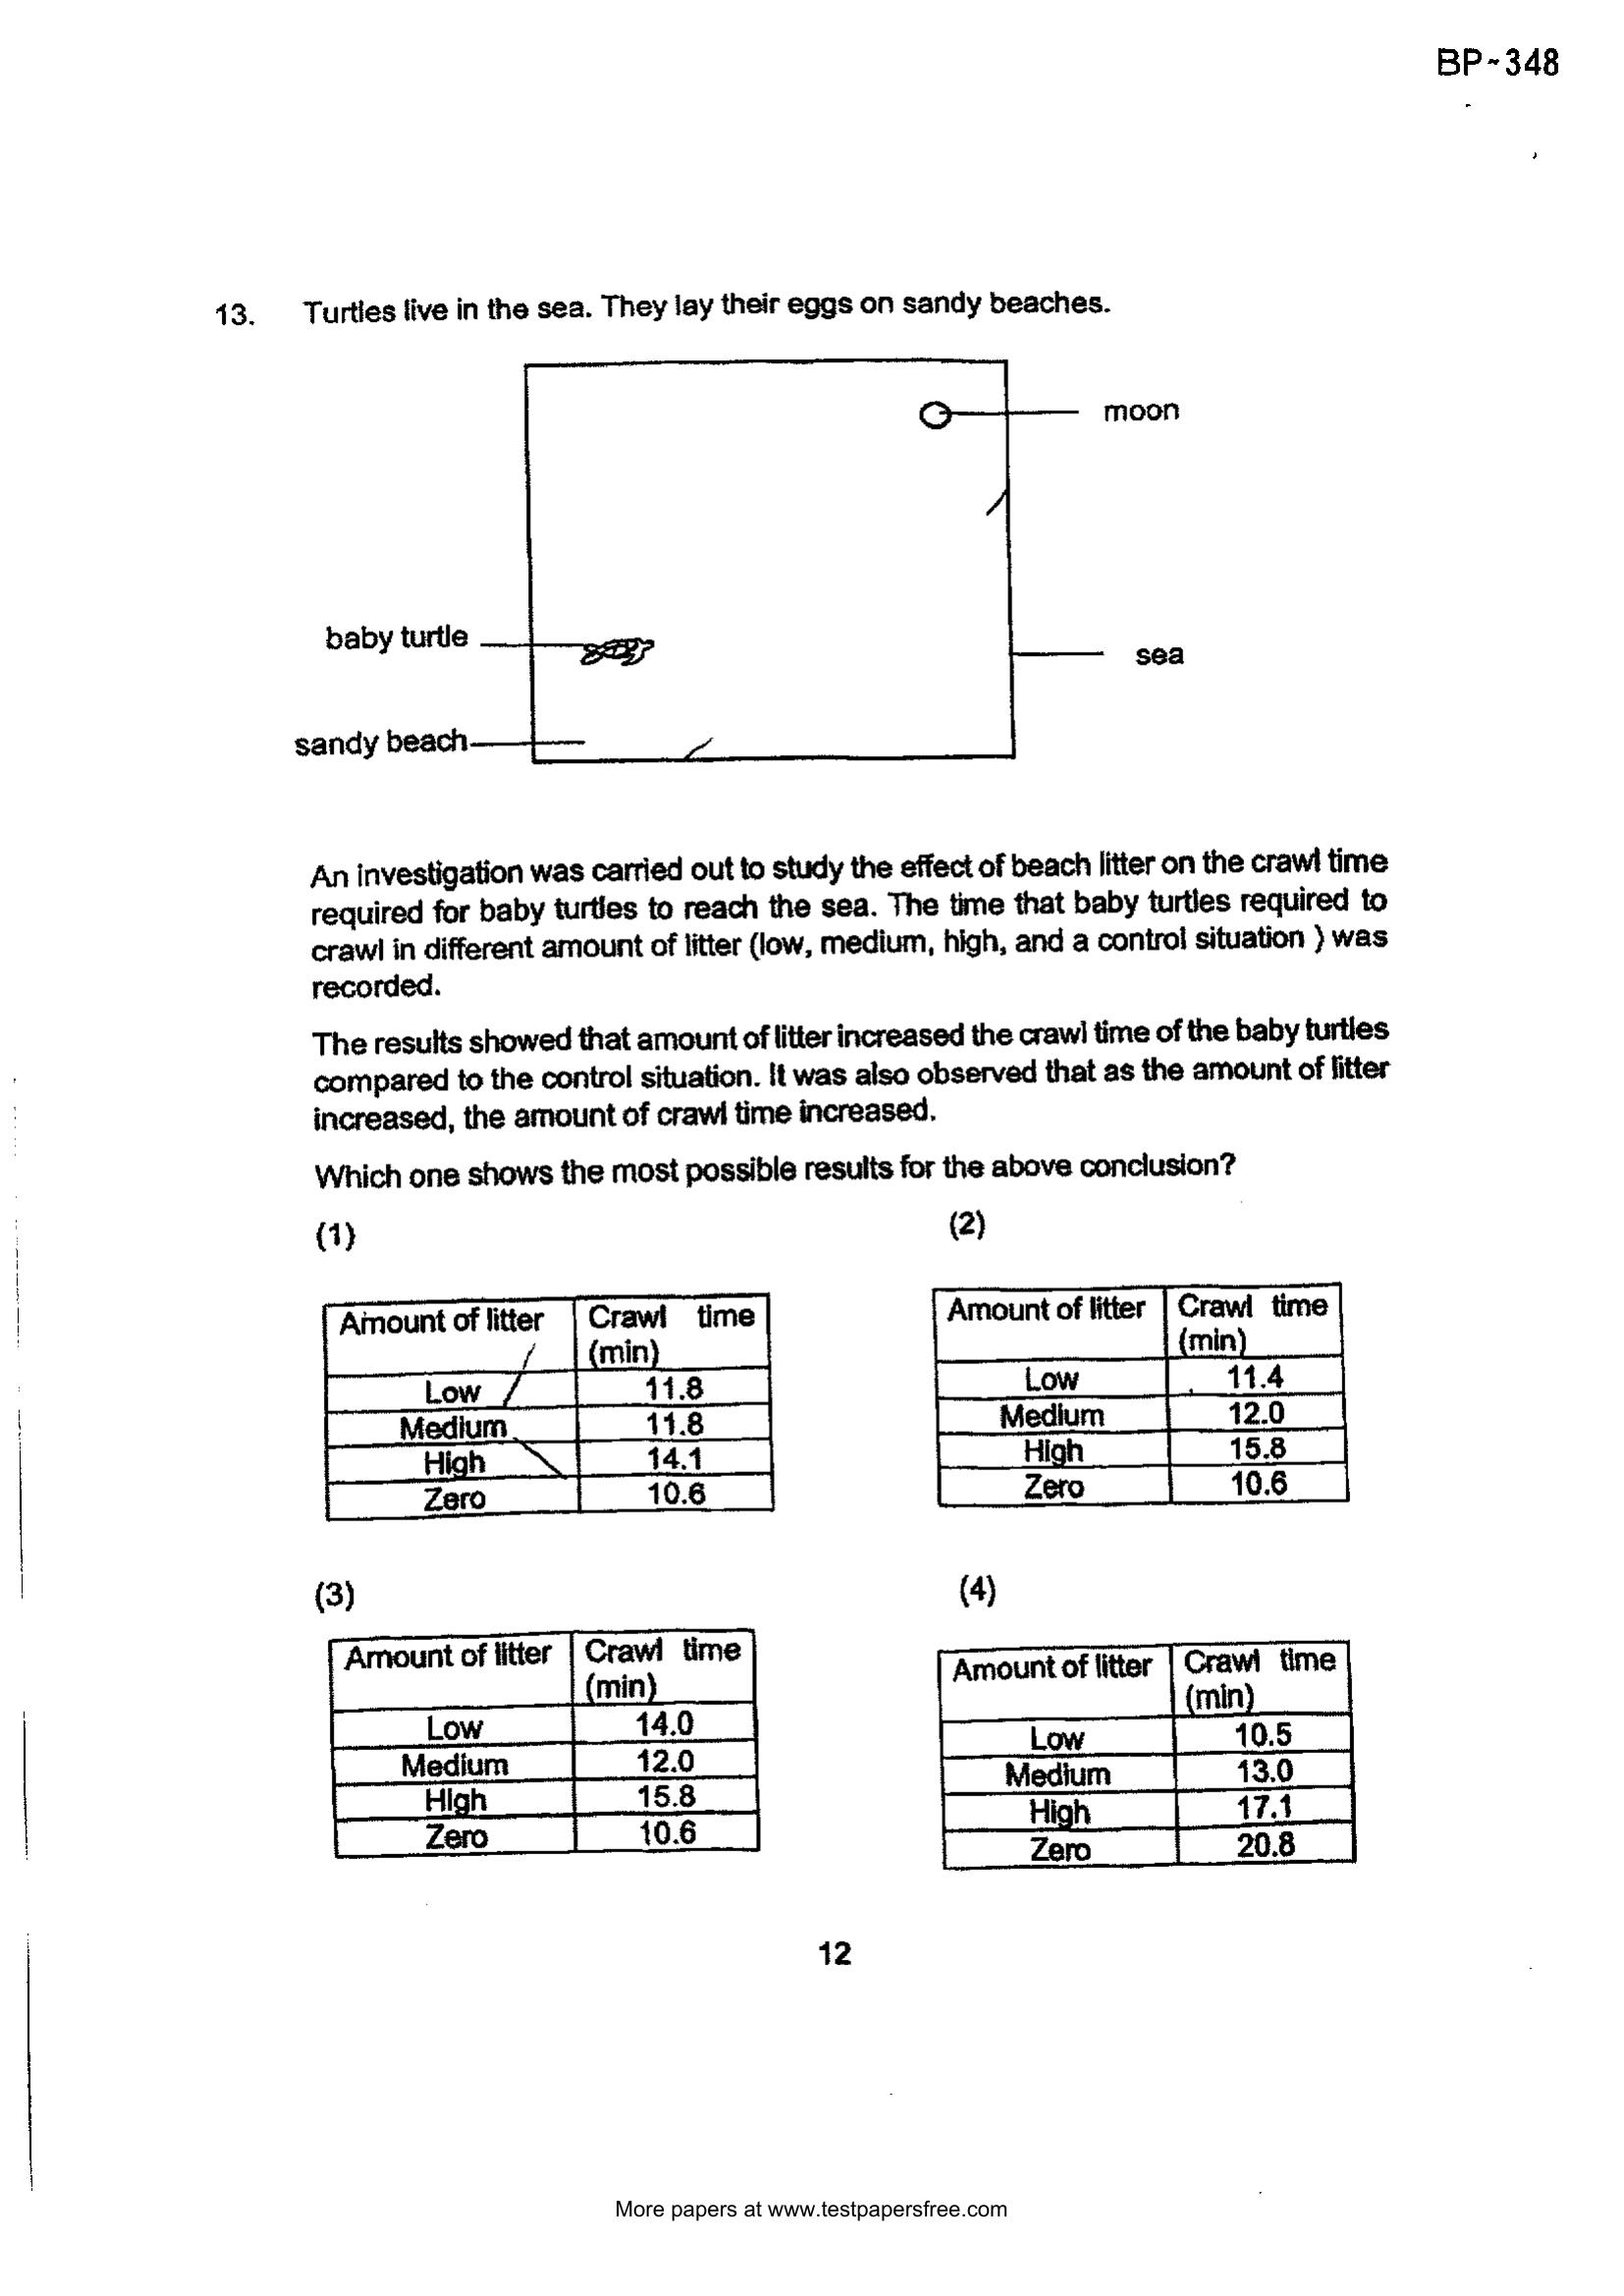 BP~348
13. Turtles live in the sea. They lay their eggs on sandy beaches.
moon
baby turtle
sea
sandy beach
An investigation was carried out to study the effect of beach litter on the crawl time
required for baby turtles to reach the sea. The time that baby turtles required to
crawl in different amount of litter (low, medium, high, and a control situation ) was
recorded.
The results showed that amount of litter increased the crawl time of the baby turtles
compared to the control situation. It was also observed that as the amount of litter
increased, the amount of crawl time increased.
Which one shows the most possible results for the above conclusion?
(1)
Amount of litter Crawl time
(min)
Low 11.8
Medium 11.8
High 14.1
Zero 10.6
(2)
Amount of litter Crawl time
(min)
Low 11.4
Medium 12.0
High 15.8
Zero 10.6
(3)
Amount of litter Crawl time
(min)
Low 14.0
Medium 12.0
High 15.8
Zero 10.6
(4)
Amount of litter Crawl time
(min)
Low 10.5
Medium 13.0
High 17.1
Zero 20.8
12
More papers at www.testpapersfree.com